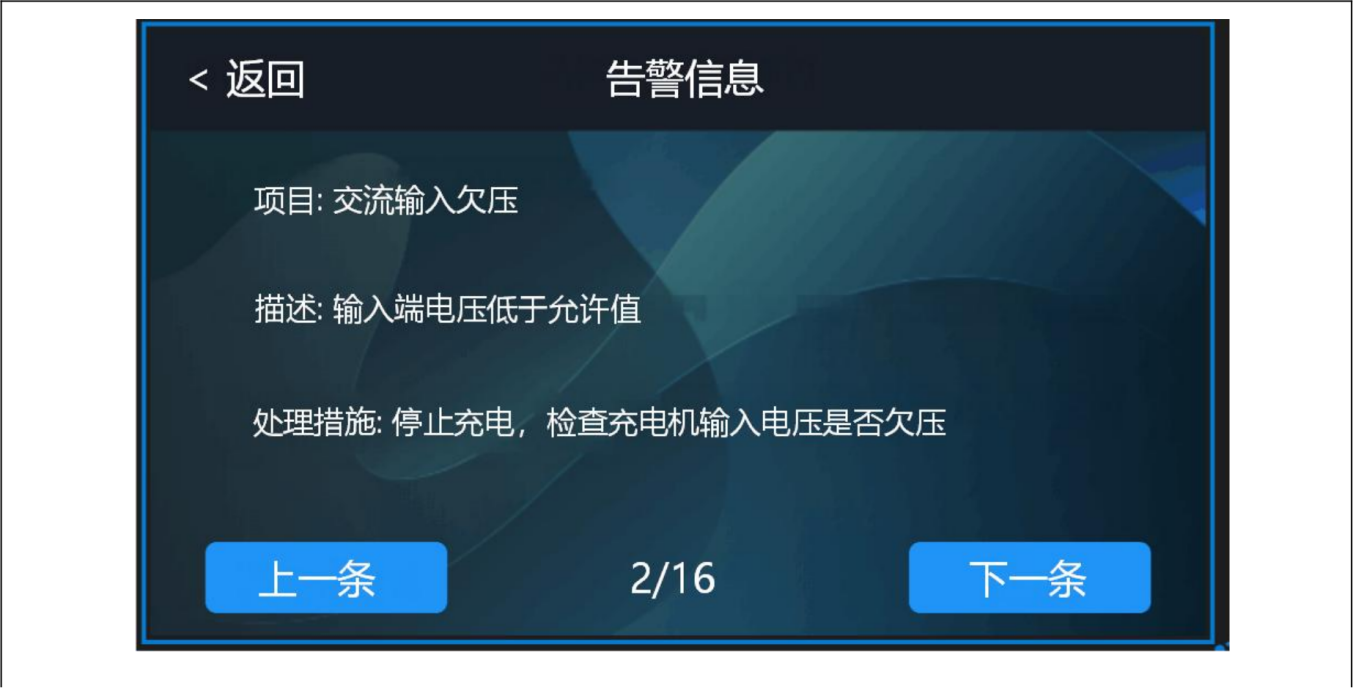 < 返回
告警信息
项目: 交流输入欠压
描述: 输入端电压低于允许值
处理措施: 停止充电，检查充电机输入电压是否欠压
上一条
2/16
下一条